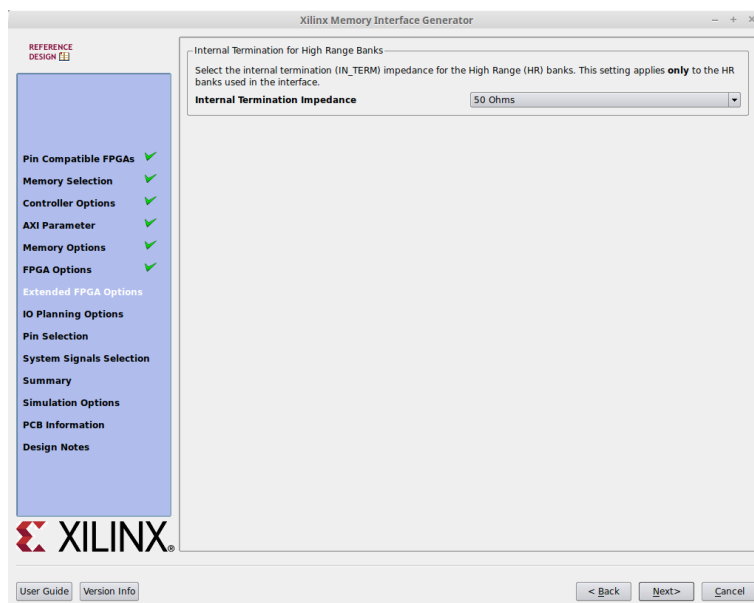 Xilinx Memory Interface Generator
REFERENCE
DESIGN
Internal Termination for High Range Banks
Select the internal termination (IN_TERM) impedance for the High Range (HR) banks. This setting applies only to the HR
banks used in the interface.
Internal Termination Impedance 50 Ohms
Pin Compatible FPGAs
Memory Selection
Controller Options
AXI Parameter
Memory Options
FPGA Options
Extended FPGA Options
IO Planning Options
Pin Selection
System Signals Selection
Summary
Simulation Options
PCB Information
Design Notes
XILINX®
User Guide Version Info < Back Next> Cancel